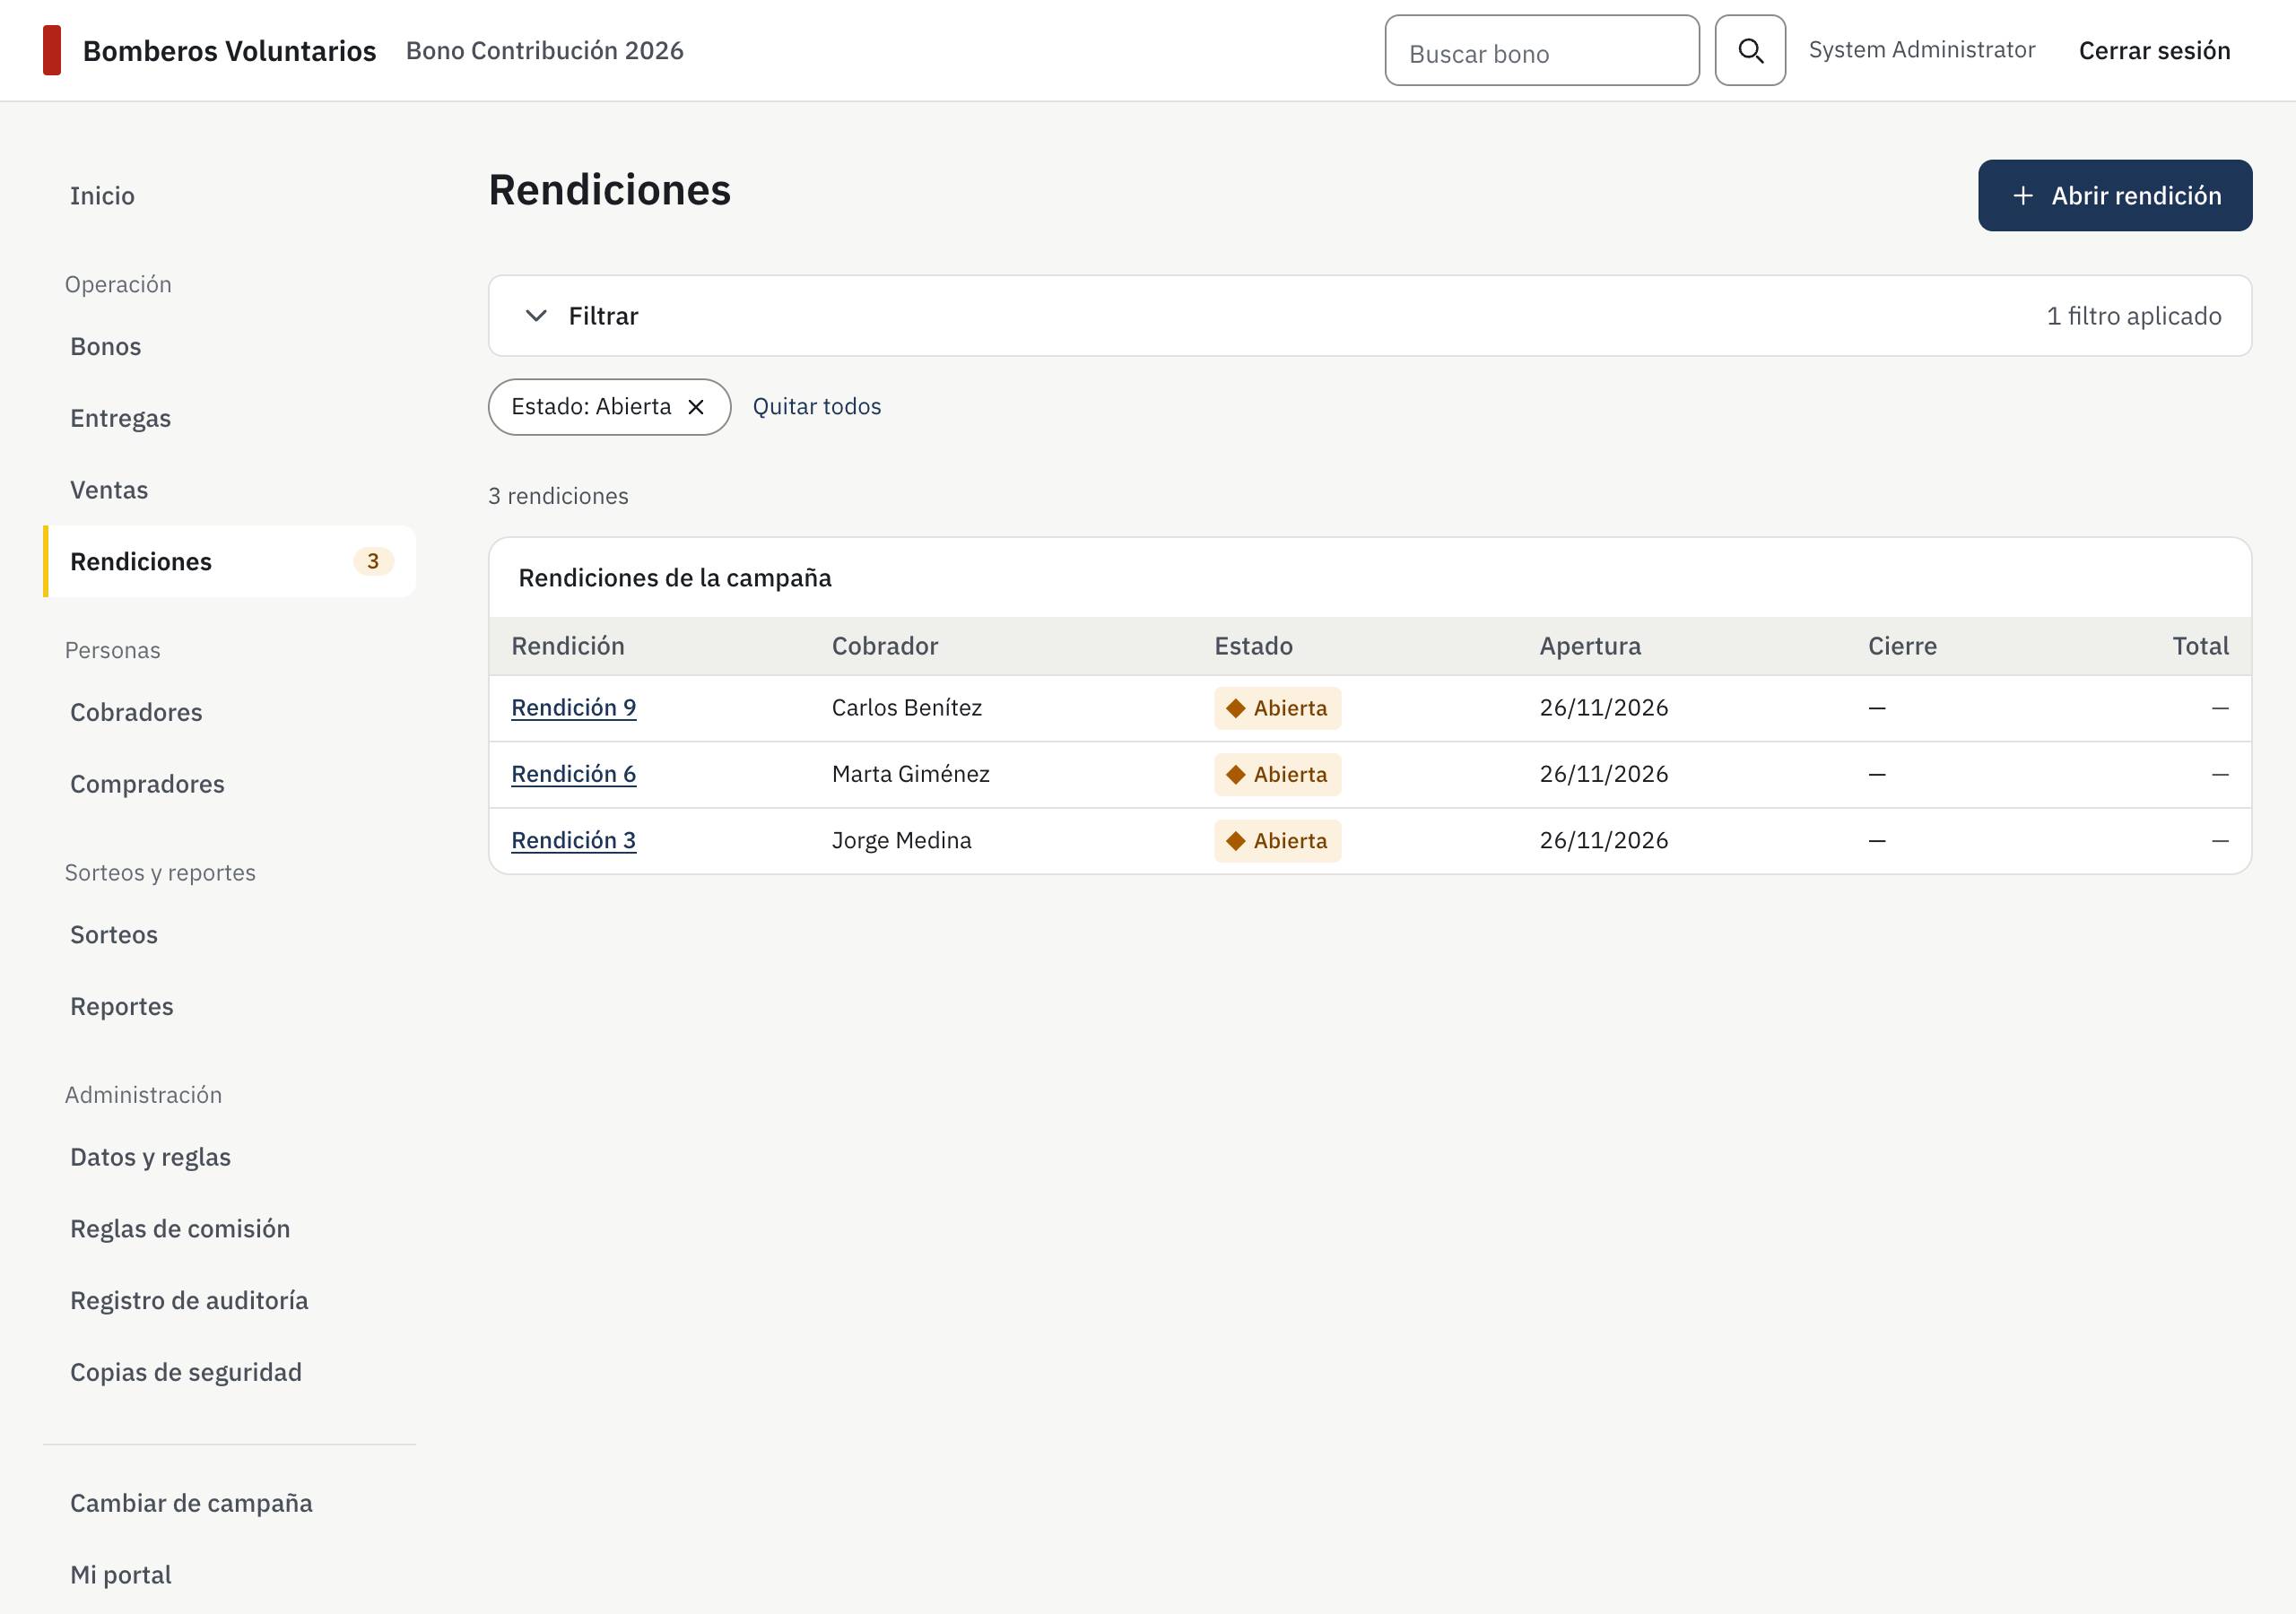 Bomberos Voluntarios Bono Contribución 2026 Buscar bono System Administrator Cerrar sesión
Inicio
Operación
Bonos
Entregas
Ventas
Rendiciones 3
Personas
Cobradores
Compradores
Sorteos y reportes
Sorteos
Reportes
Administración
Datos y reglas
Reglas de comisión
Registro de auditoría
Copias de seguridad
Cambiar de campaña
Mi portal
Rendiciones
+ Abrir rendición
Filtrar 1 filtro aplicado
Estado: Abierta × Quitar todos
3 rendiciones
Rendiciones de la campaña
Rendición Cobrador Estado Apertura Cierre Total
Rendición 9 Carlos Benítez Abierta 26/11/2026 — —
Rendición 6 Marta Giménez Abierta 26/11/2026 — —
Rendición 3 Jorge Medina Abierta 26/11/2026 — —